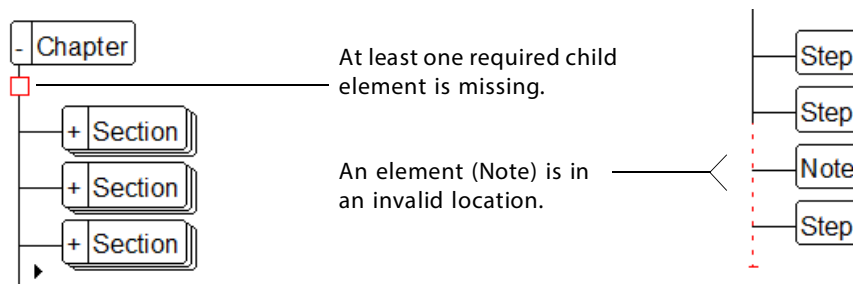 - Chapter
At least one required child
element is missing.
+ Section
+ Section
+ Section
An element (Note) is in
an invalid location.
Step
Step
Note
Step